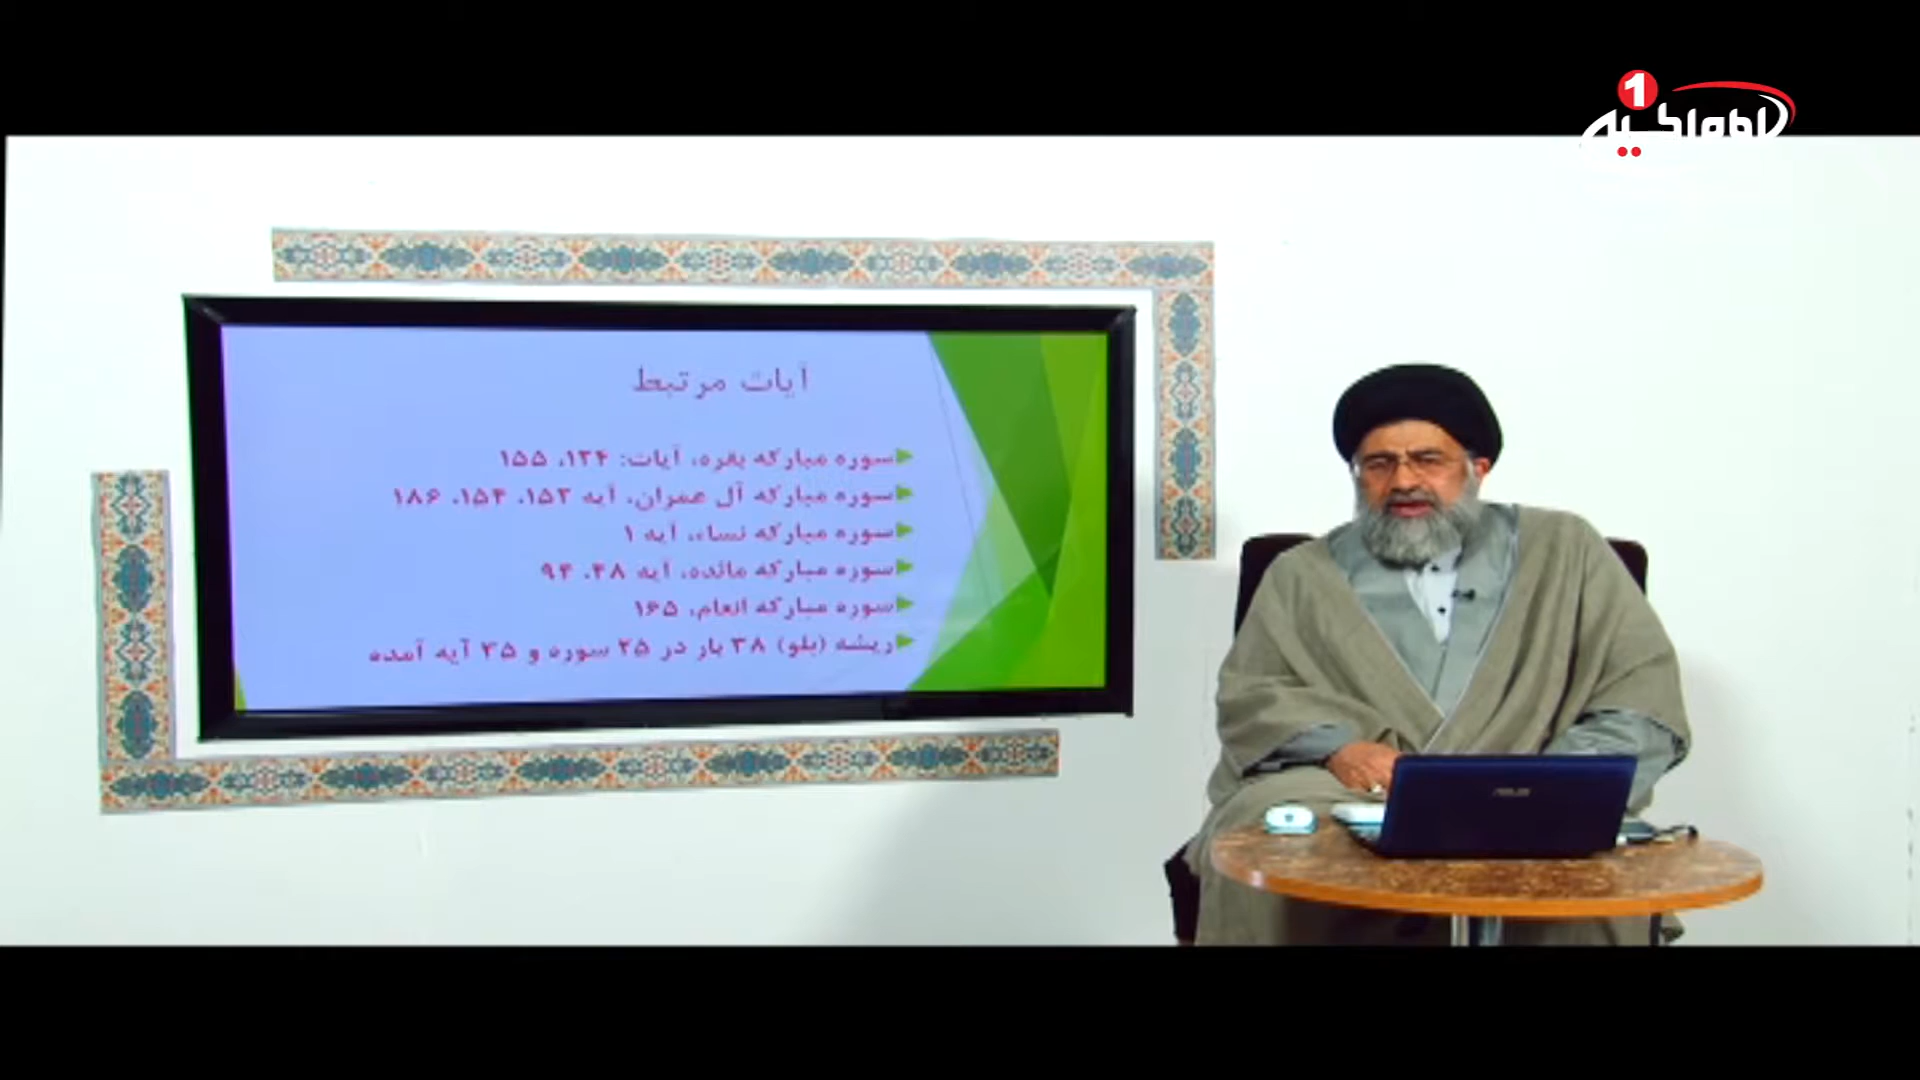 1
آیات مرتبط
سوره مبارکه بقره، آیات: ۱۲۴، ۱۵۵
سوره مبارکه آل عمران، آیه ۱۵۲، ۱۵۴، ۱۸۶
سوره مبارکه نساء، آیه
سوره مبارکه مائده، آیه ۴۸، ۹۴
سوره مبارکه انعام، ۱۶۵
ریشه (بلو) ۳۸ بار در ۲۵ سوره و ۳۵ آیه آمده
ASUS